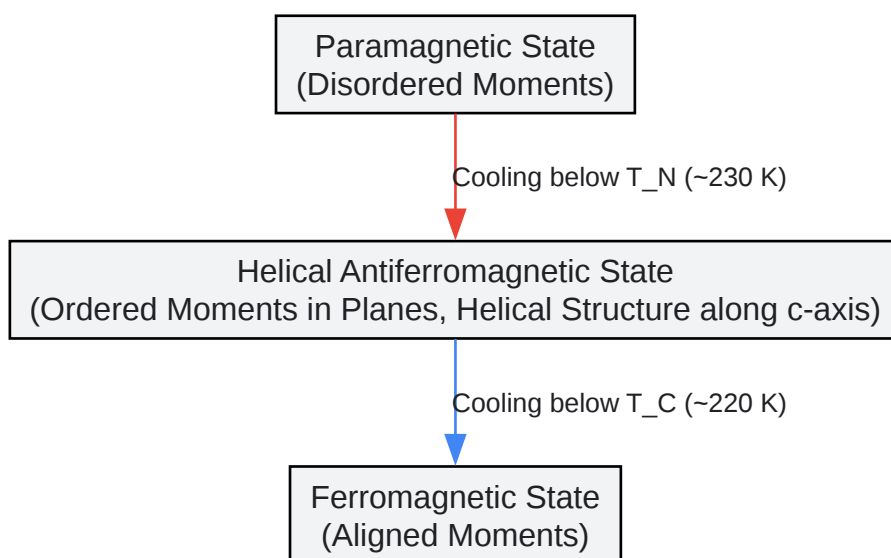 Paramagnetic State
(Disordered Moments)
Cooling below T_N (~230 K)
Helical Antiferromagnetic State
(Ordered Moments in Planes, Helical Structure along c-axis)
Cooling below T_C (~220 K)
Ferromagnetic State
(Aligned Moments)